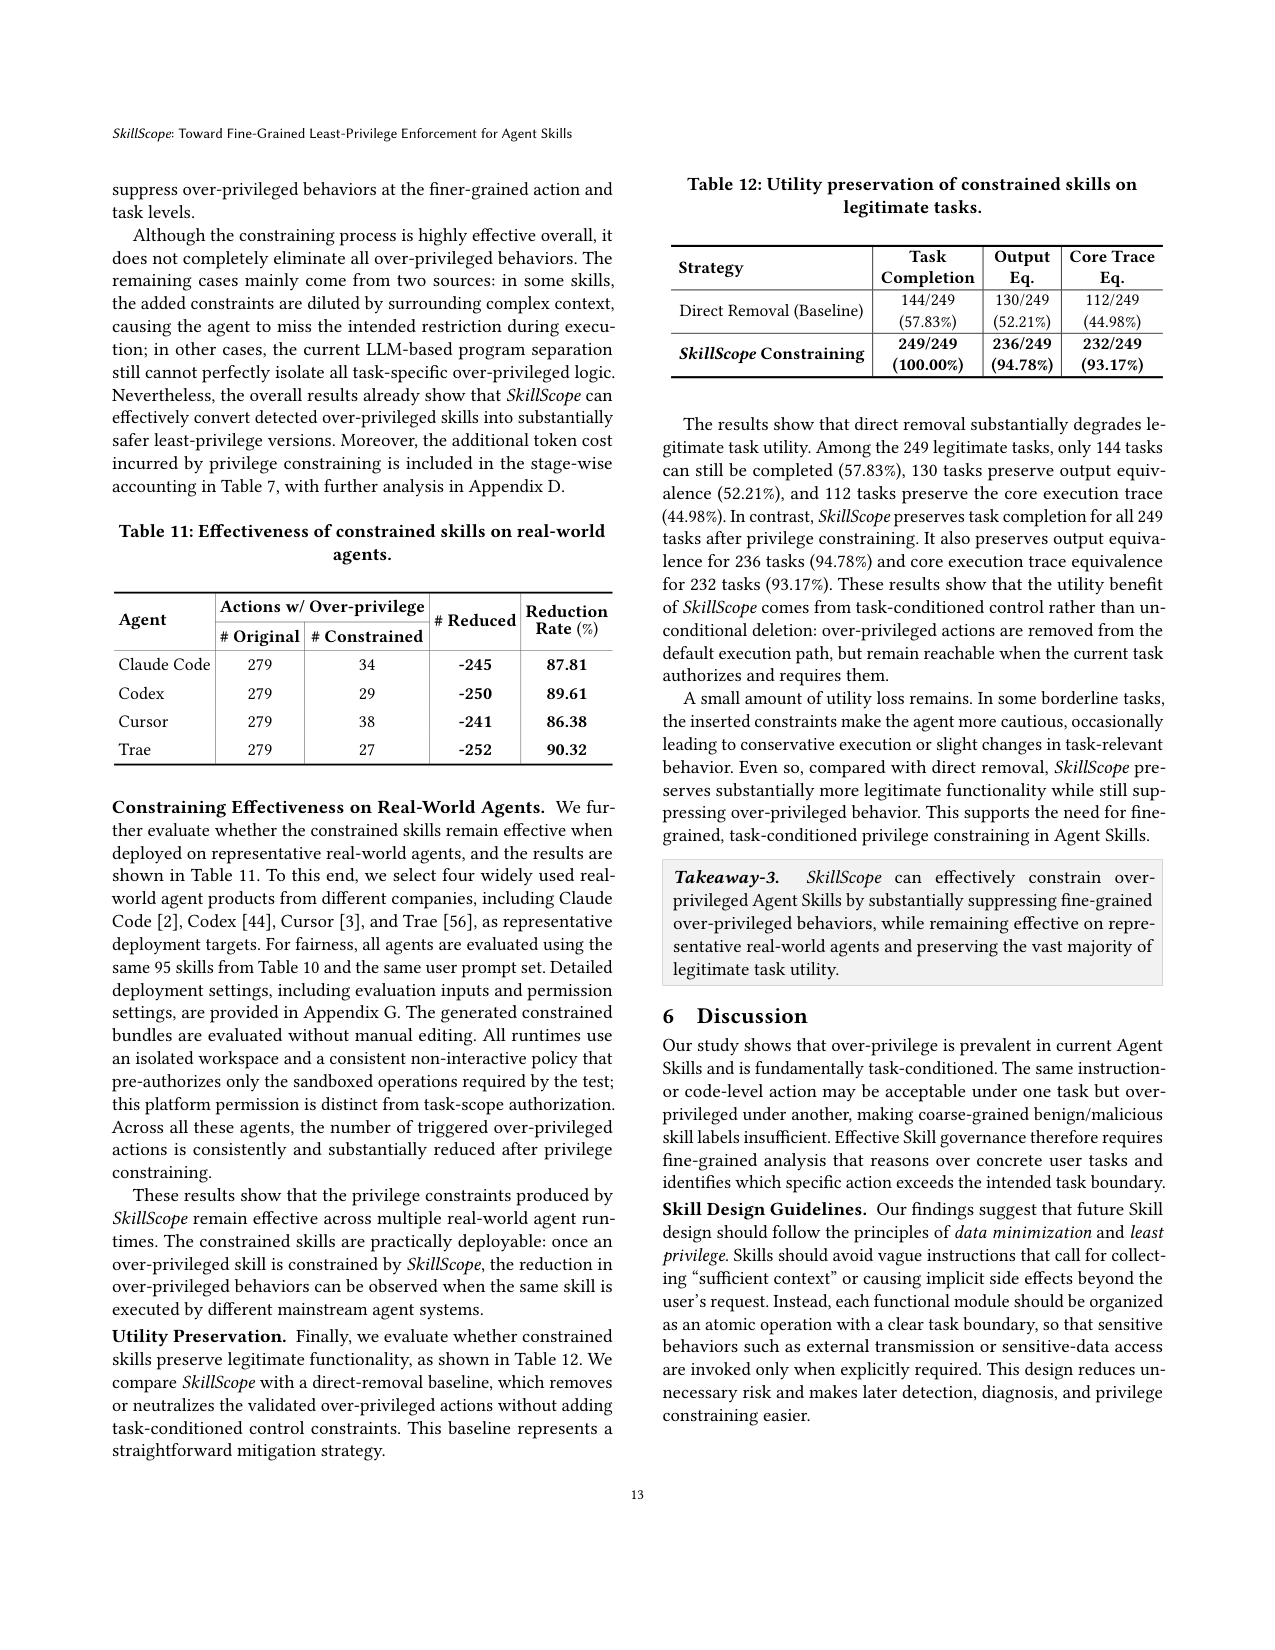 SkillScope: Toward Fine-Grained Least-Privilege Enforcement for Agent Skills
suppress over-privileged behaviors at the finer-grained action and
task levels.
Although the constraining process is highly effective overall, it
does not completely eliminate all over-privileged behaviors. The
remaining cases mainly come from two sources: in some skills,
the added constraints are diluted by surrounding complex context,
causing the agent to miss the intended restriction during execu-
tion; in other cases, the current LLM-based program separation
still cannot perfectly isolate all task-specific over-privileged logic.
Nevertheless, the overall results already show that SkillScope can
effectively convert detected over-privileged skills into substantially
safer least-privilege versions. Moreover, the additional token cost
incurred by privilege constraining is included in the stage-wise
accounting in Table 7, with further analysis in Appendix D.
Table 11: Effectiveness of constrained skills on real-world
agents.
Agent Actions w/ Over-privilege # Reduced Reduction Rate (%)
# Original # Constrained
Claude Code 279 34 -245 87.81
Codex 279 29 -250 89.61
Cursor 279 38 -241 86.38
Trae 279 27 -252 90.32
Constraining Effectiveness on Real-World Agents. We fur-
ther evaluate whether the constrained skills remain effective when
deployed on representative real-world agents, and the results are
shown in Table 11. To this end, we select four widely used real-
world agent products from different companies, including Claude
Code [2], Codex [44], Cursor [3], and Trae [56], as representative
deployment targets. For fairness, all agents are evaluated using the
same 95 skills from Table 10 and the same user prompt set. Detailed
deployment settings, including evaluation inputs and permission
settings, are provided in Appendix G. The generated constrained
bundles are evaluated without manual editing. All runtimes use
an isolated workspace and a consistent non-interactive policy that
pre-authorizes only the sandboxed operations required by the test;
this platform permission is distinct from task-scope authorization.
Across all these agents, the number of triggered over-privileged
actions is consistently and substantially reduced after privilege
constraining.
These results show that the privilege constraints produced by
SkillScope remain effective across multiple real-world agent run-
times. The constrained skills are practically deployable: once an
over-privileged skill is constrained by SkillScope, the reduction in
over-privileged behaviors can be observed when the same skill is
executed by different mainstream agent systems.
Utility Preservation. Finally, we evaluate whether constrained
skills preserve legitimate functionality, as shown in Table 12. We
compare SkillScope with a direct-removal baseline, which removes
or neutralizes the validated over-privileged actions without adding
task-conditioned control constraints. This baseline represents a
straightforward mitigation strategy.
Table 12: Utility preservation of constrained skills on
legitimate tasks.
Strategy Task Completion Output Eq. Core Trace Eq.
Direct Removal (Baseline) 144/249 (57.83%) 130/249 (52.21%) 112/249 (44.98%)
SkillScope Constraining 249/249 (100.00%) 236/249 (94.78%) 232/249 (93.17%)
The results show that direct removal substantially degrades le-
gitimate task utility. Among the 249 legitimate tasks, only 144 tasks
can still be completed (57.83%), 130 tasks preserve output equiv-
alence (52.21%), and 112 tasks preserve the core execution trace
(44.98%). In contrast, SkillScope preserves task completion for all 249
tasks after privilege constraining. It also preserves output equiva-
lence for 236 tasks (94.78%) and core execution trace equivalence
for 232 tasks (93.17%). These results show that the utility benefit
of SkillScope comes from task-conditioned control rather than un-
conditional deletion: over-privileged actions are removed from the
default execution path, but remain reachable when the current task
authorizes and requires them.
A small amount of utility loss remains. In some borderline tasks,
the inserted constraints make the agent more cautious, occasionally
leading to conservative execution or slight changes in task-relevant
behavior. Even so, compared with direct removal, SkillScope pre-
serves substantially more legitimate functionality while still sup-
pressing over-privileged behavior. This supports the need for fine-
grained, task-conditioned privilege constraining in Agent Skills.
Takeaway-3. SkillScope can effectively constrain over-
privileged Agent Skills by substantially suppressing fine-grained
over-privileged behaviors, while remaining effective on repre-
sentative real-world agents and preserving the vast majority of
legitimate task utility.
6 Discussion
Our study shows that over-privilege is prevalent in current Agent
Skills and is fundamentally task-conditioned. The same instruction-
or code-level action may be acceptable under one task but over-
privileged under another, making coarse-grained benign/malicious
skill labels insufficient. Effective Skill governance therefore requires
fine-grained analysis that reasons over concrete user tasks and
identifies which specific action exceeds the intended task boundary.
Skill Design Guidelines. Our findings suggest that future Skill
design should follow the principles of data minimization and least
privilege. Skills should avoid vague instructions that call for collect-
ing “sufficient context” or causing implicit side effects beyond the
user’s request. Instead, each functional module should be organized
as an atomic operation with a clear task boundary, so that sensitive
behaviors such as external transmission or sensitive-data access
are invoked only when explicitly required. This design reduces un-
necessary risk and makes later detection, diagnosis, and privilege
constraining easier.
13